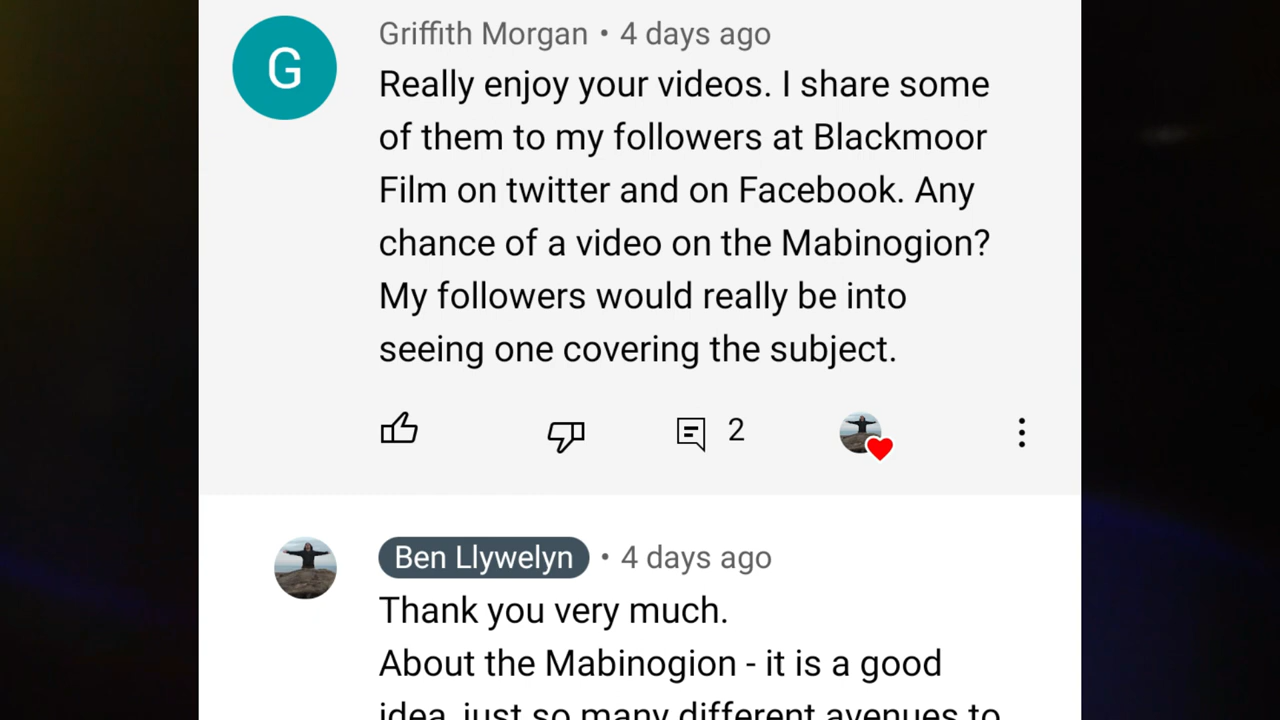 G
Griffith Morgan • 4 days ago
Really enjoy your videos. I share some
of them to my followers at Blackmoor
Film on twitter and on Facebook. Any
chance of a video on the Mabinogion?
My followers would really be into
seeing one covering the subject.
2
Ben Llywelyn • 4 days ago
Thank you very much.
About the Mabinogion - it is a good
idea, just so many different avenues to